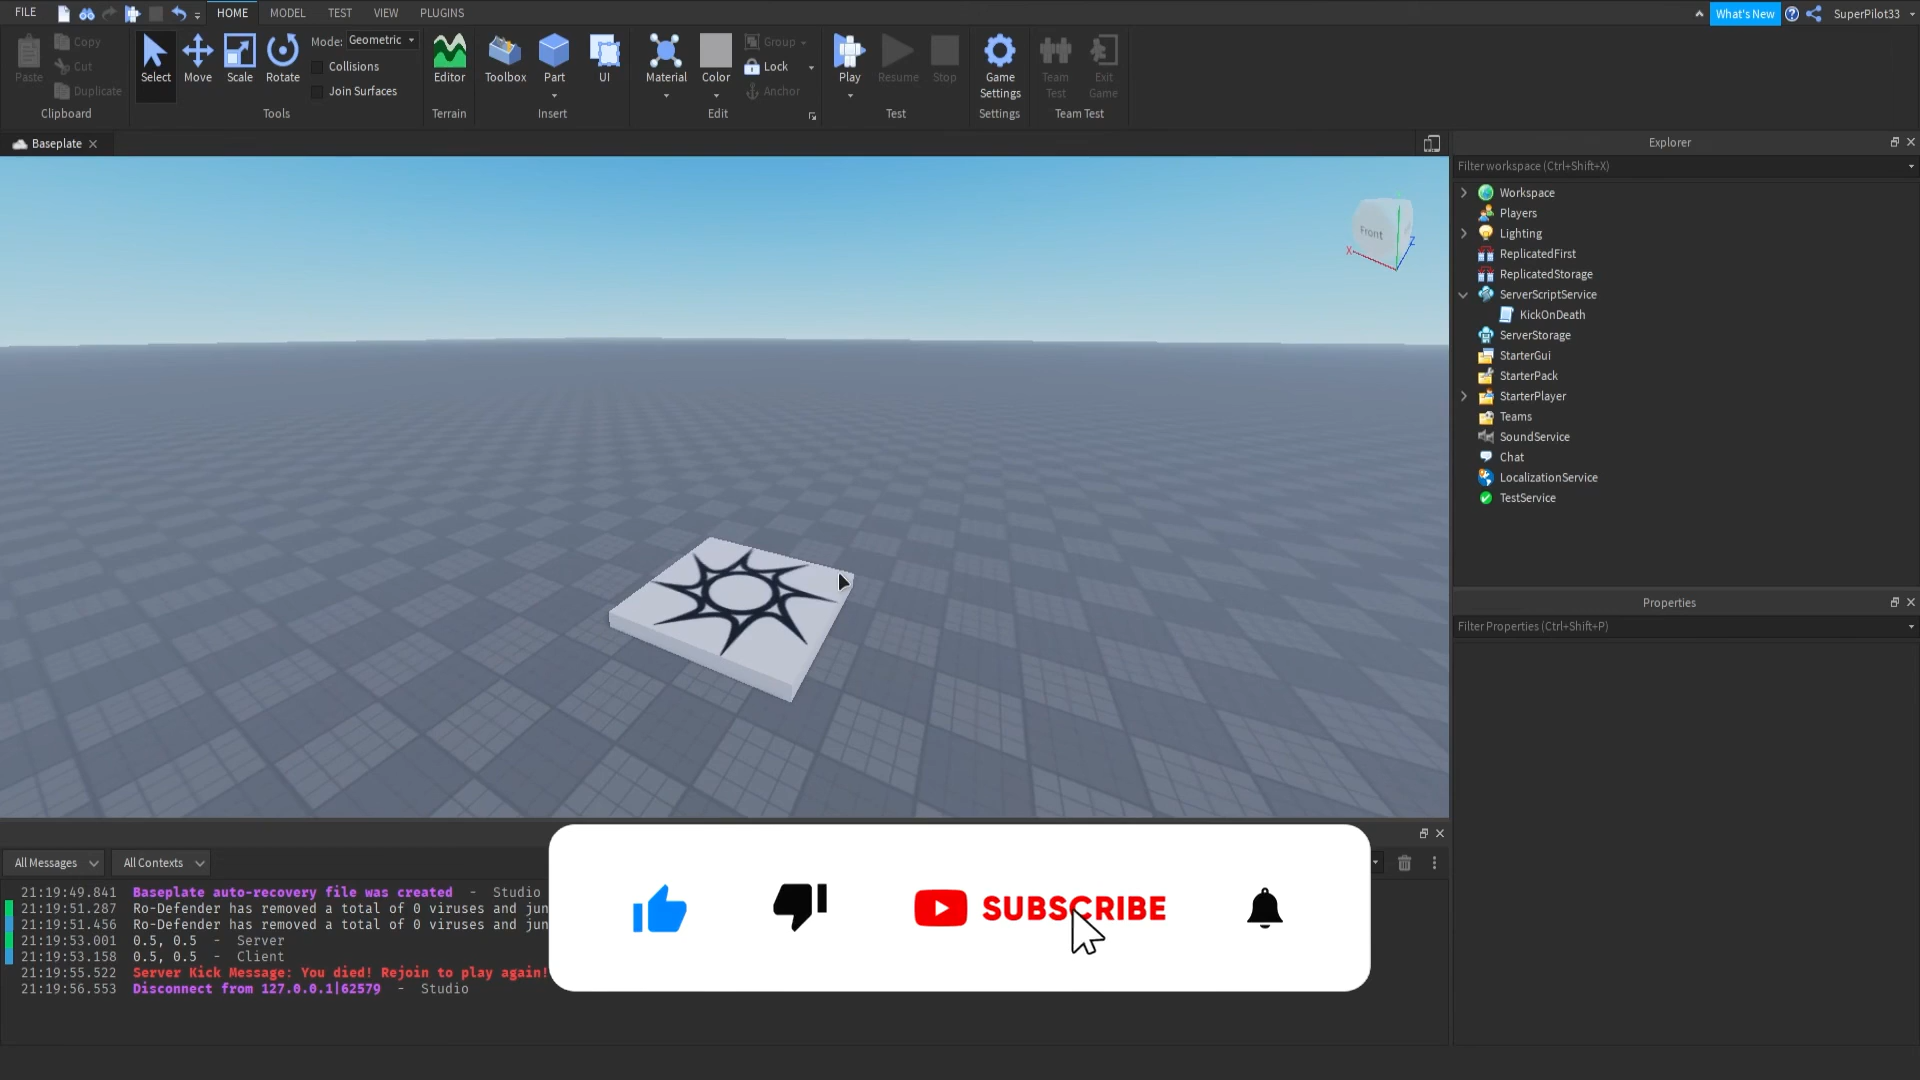 FILE HOME MODEL TEST VIEW PLUGINS What's New SuperPilot33
Paste Copy Cut Duplicate Clipboard
Select Move Scale Rotate Mode: Geometric Collisions Join Surfaces Tools
Editor Terrain
Toolbox Part UI Insert
Material Color Group Lock Anchor Edit
Play Resume Stop Test
Game Settings Settings
Team Test Exit Game Team Test
Baseplate
Front
X
Z
Explorer
Filter workspace (Ctrl+Shift+X)
Workspace
Players
Lighting
ReplicatedFirst
ReplicatedStorage
ServerScriptService
KickOnDeath
ServerStorage
StarterGui
StarterPack
StarterPlayer
Teams
SoundService
Chat
LocalizationService
TestService
Properties
Filter Properties (Ctrl+Shift+P)
All Messages All Contexts
21:19:49.841 Baseplate auto-recovery file was created - Studio
21:19:51.287 Ro-Defender has removed a total of 0 viruses and jun
21:19:51.456 Ro-Defender has removed a total of 0 viruses and jun
21:19:53.001 0.5, 0.5 - Server
21:19:53.158 0.5, 0.5 - Client
21:19:55.522 Server Kick Message: You died! Rejoin to play again!
21:19:56.553 Disconnect from 127.0.0.1|62579 - Studio
SUBSCRIBE